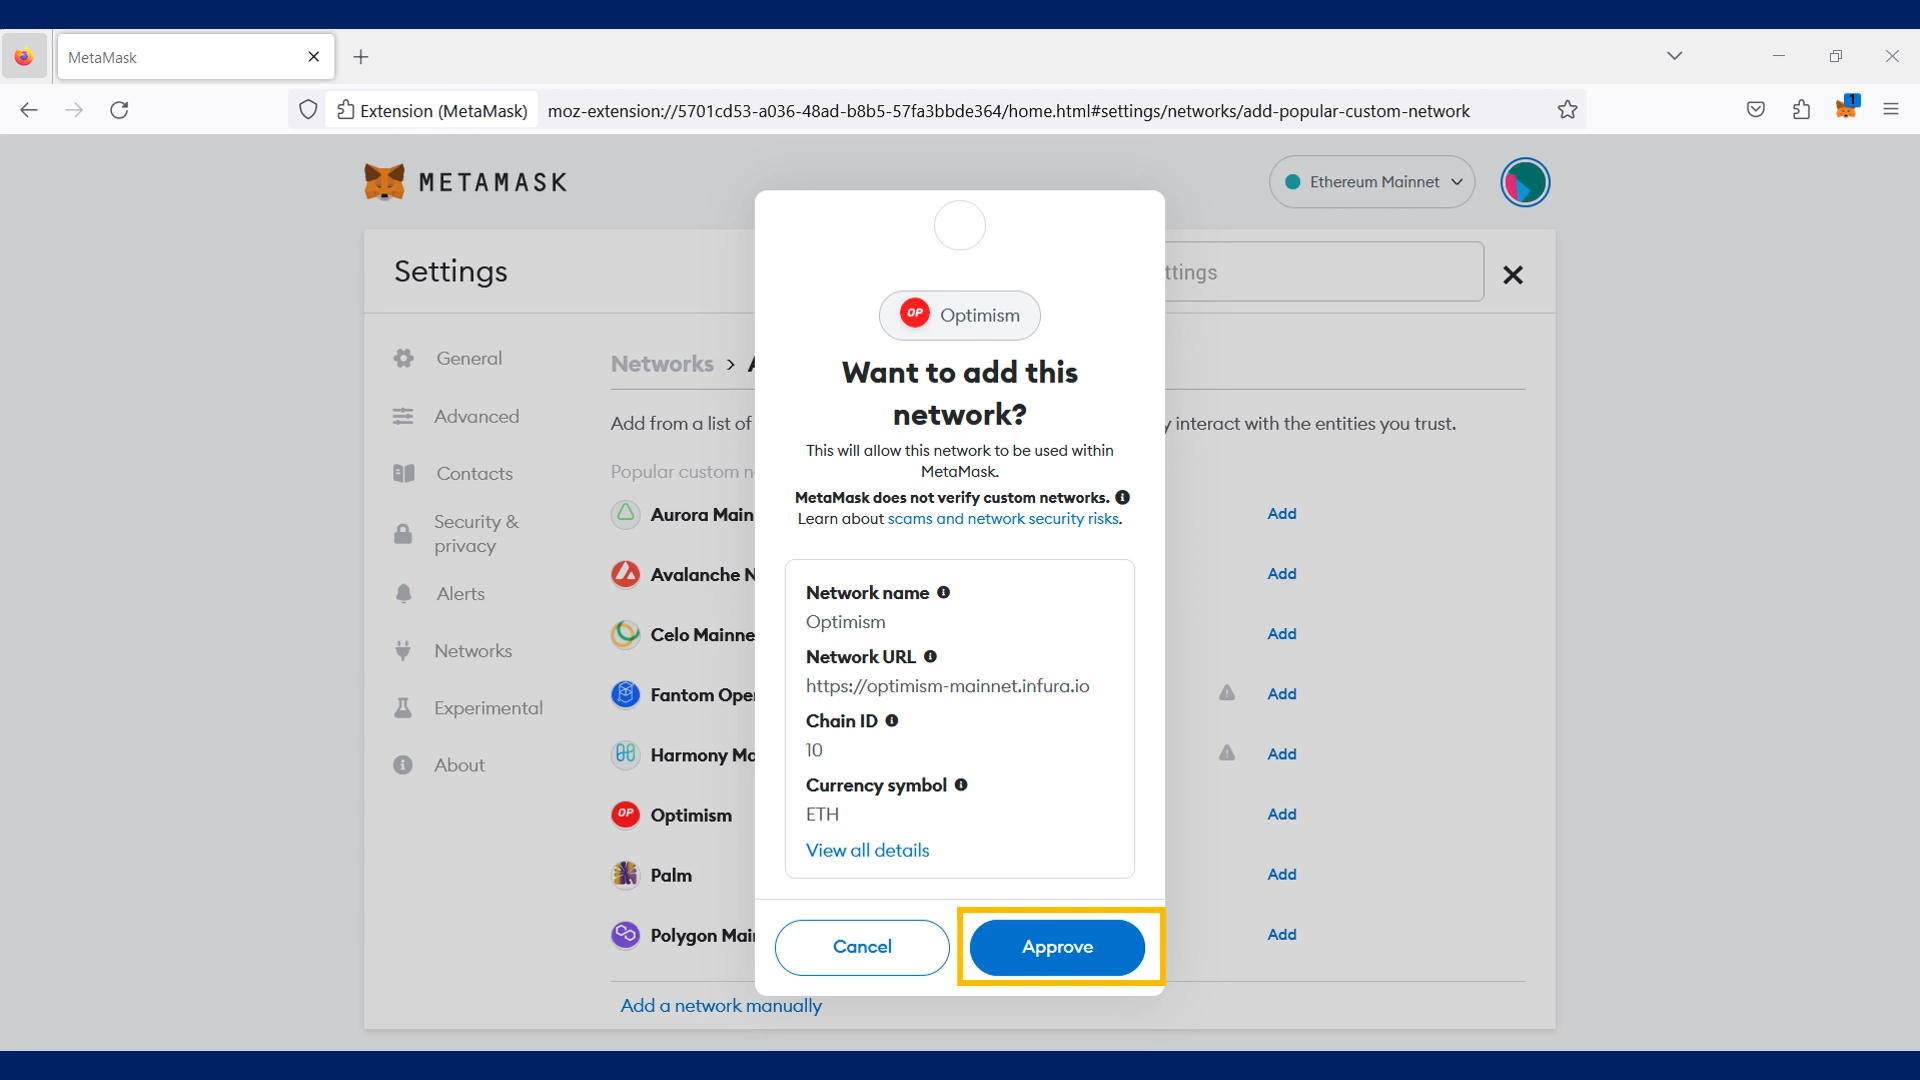 MetaMask
Extension (MetaMask)
moz-extension://5701cd53-a036-48ad-b8b5-57fa3bbde364/home.html#settings/networks/add-popular-custom-network
1
METAMASK
Ethereum Mainnet
Settings
ttings
General
Advanced
Contacts
Security &
privacy
Alerts
Networks
Experimental
About
Networks >
Add from a list of
y interact with the entities you trust.
Popular custom n
Aurora Main
Add
Avalanche N
Add
Celo Mainne
Add
Fantom Ope
Add
Harmony Mo
Add
OP
Optimism
Add
Palm
Add
Polygon Mai
Add
Add a network manually
OP Optimism
Want to add this
network?
This will allow this network to be used within
MetaMask.
MetaMask does not verify custom networks.
Learn about scams and network security risks.
Network name
Optimism
Network URL
https://optimism-mainnet.infura.io
Chain ID
10
Currency symbol
ETH
View all details
Cancel
Approve